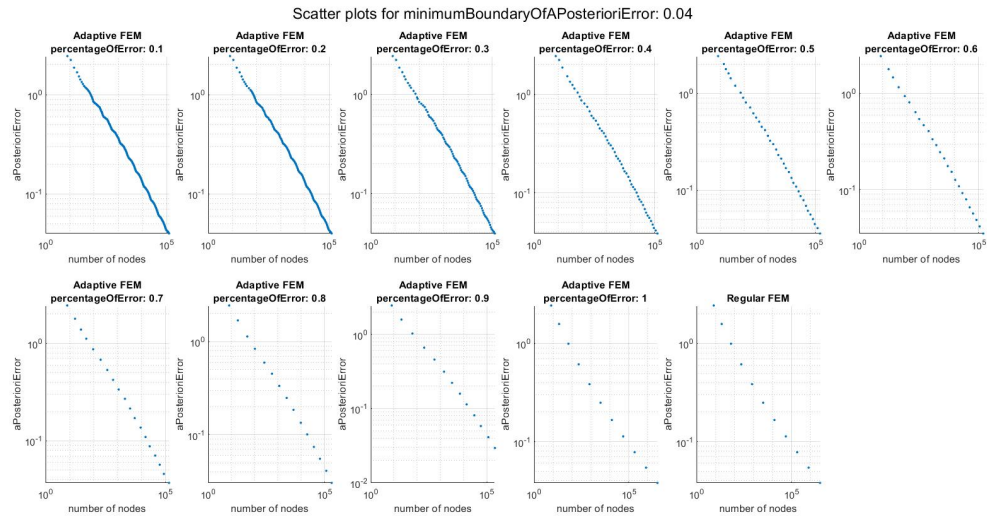 Scatter plots for minimumBoundaryOfAPosterioriError: 0.04
Adaptive FEM
percentageOfError: 0.1
10^0
10^-1
aPosterioriError
10^0
10^5
number of nodes
Adaptive FEM
percentageOfError: 0.2
10^0
10^-1
aPosterioriError
10^0
10^5
number of nodes
Adaptive FEM
percentageOfError: 0.3
10^0
10^-1
aPosterioriError
10^0
10^5
number of nodes
Adaptive FEM
percentageOfError: 0.4
10^0
10^-1
aPosterioriError
10^0
10^5
number of nodes
Adaptive FEM
percentageOfError: 0.5
10^0
10^-1
aPosterioriError
10^0
10^5
number of nodes
Adaptive FEM
percentageOfError: 0.6
10^0
10^-1
aPosterioriError
10^0
10^5
number of nodes
Adaptive FEM
percentageOfError: 0.7
10^0
10^-1
aPosterioriError
10^0
10^5
number of nodes
Adaptive FEM
percentageOfError: 0.8
10^0
10^-1
aPosterioriError
10^0
10^5
number of nodes
Adaptive FEM
percentageOfError: 0.9
10^0
10^-1
10^-2
aPosterioriError
10^0
10^5
number of nodes
Adaptive FEM
percentageOfError: 1
10^0
10^-1
aPosterioriError
10^0
10^5
number of nodes
Regular FEM
10^0
10^-1
aPosterioriError
10^0
10^5
number of nodes